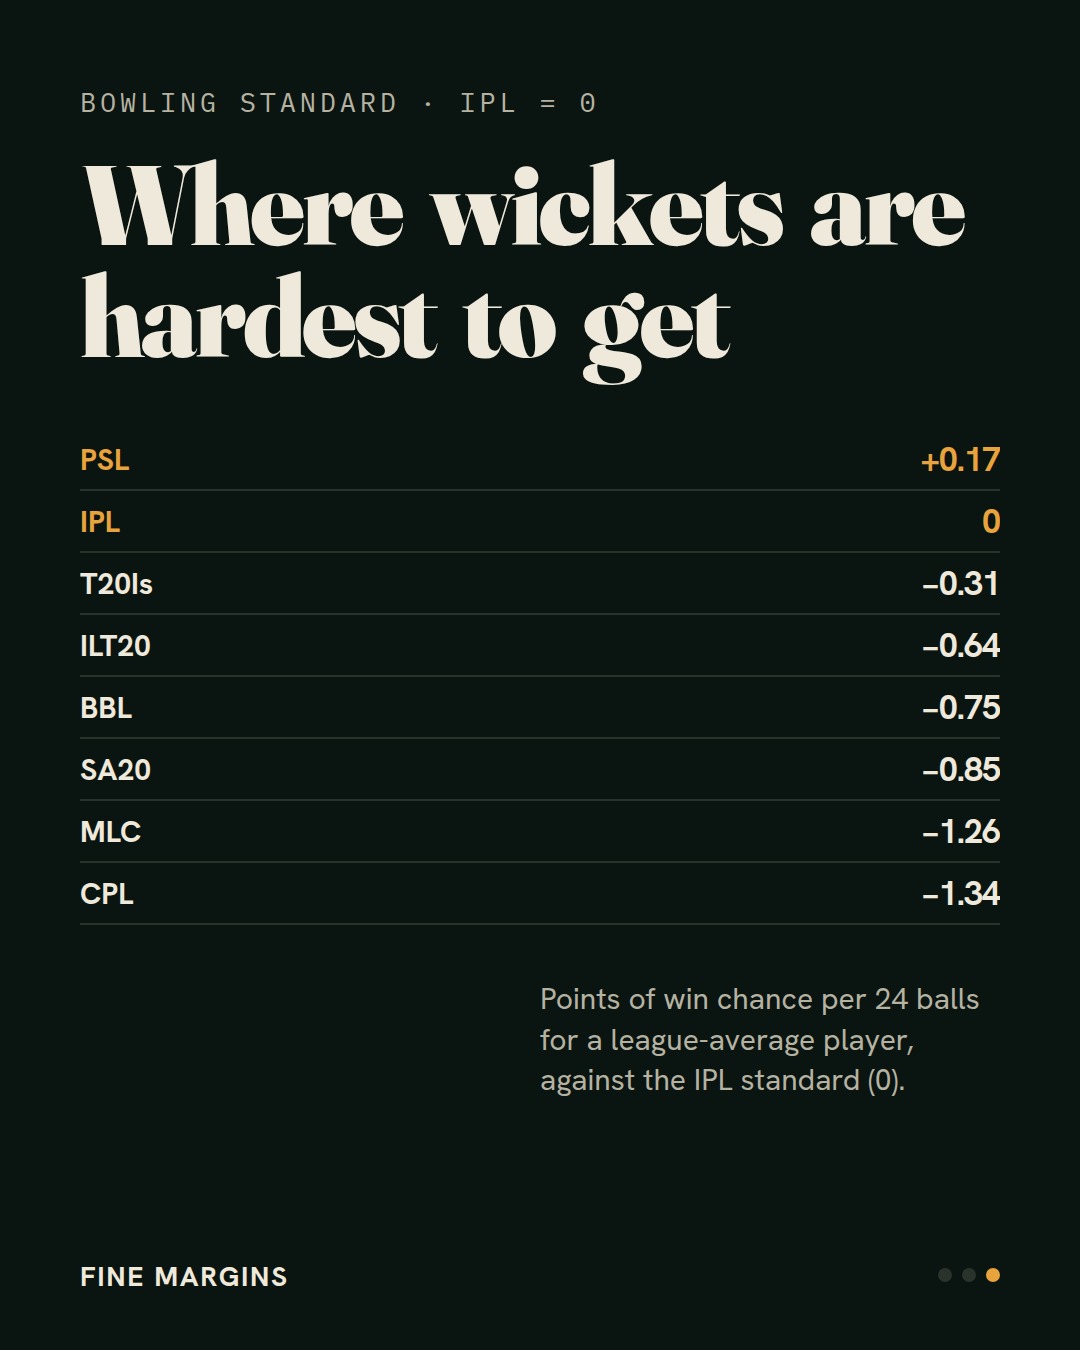 BOWLING STANDARD · IPL = 0
Where wickets are
hardest to get
PSL +0.17
IPL 0
T20Is −0.31
ILT20 −0.64
BBL −0.75
SA20 −0.85
MLC −1.26
CPL −1.34
Points of win chance per 24 balls
for a league-average player,
against the IPL standard (0).
FINE MARGINS